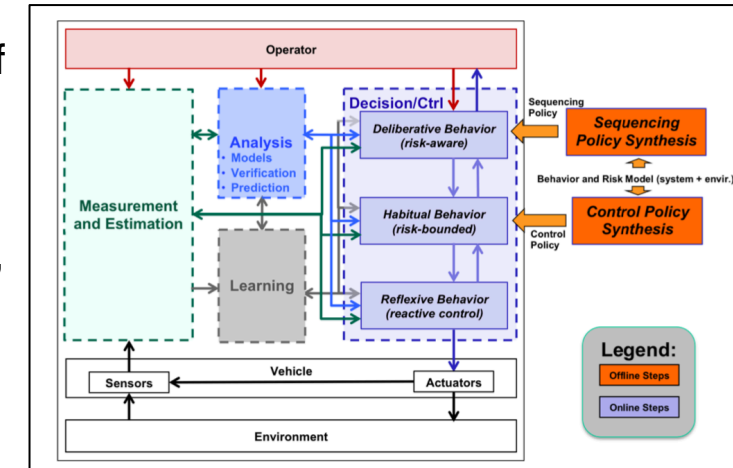 f
,
Operator
Decision/Ctrl
Analysis
• Models
• Verification
• Prediction
Measurement
and Estimation
Learning
Deliberative Behavior
(risk-aware)
Habitual Behavior
(risk-bounded)
Reflexive Behavior
(reactive control)
Sequencing
Policy
Sequencing
Policy Synthesis
Behavior and Risk Model (system + envir.)
Control Policy
Synthesis
Control
Policy
Vehicle
Sensors
Actuators
Environment
Legend:
Offline Steps
Online Steps